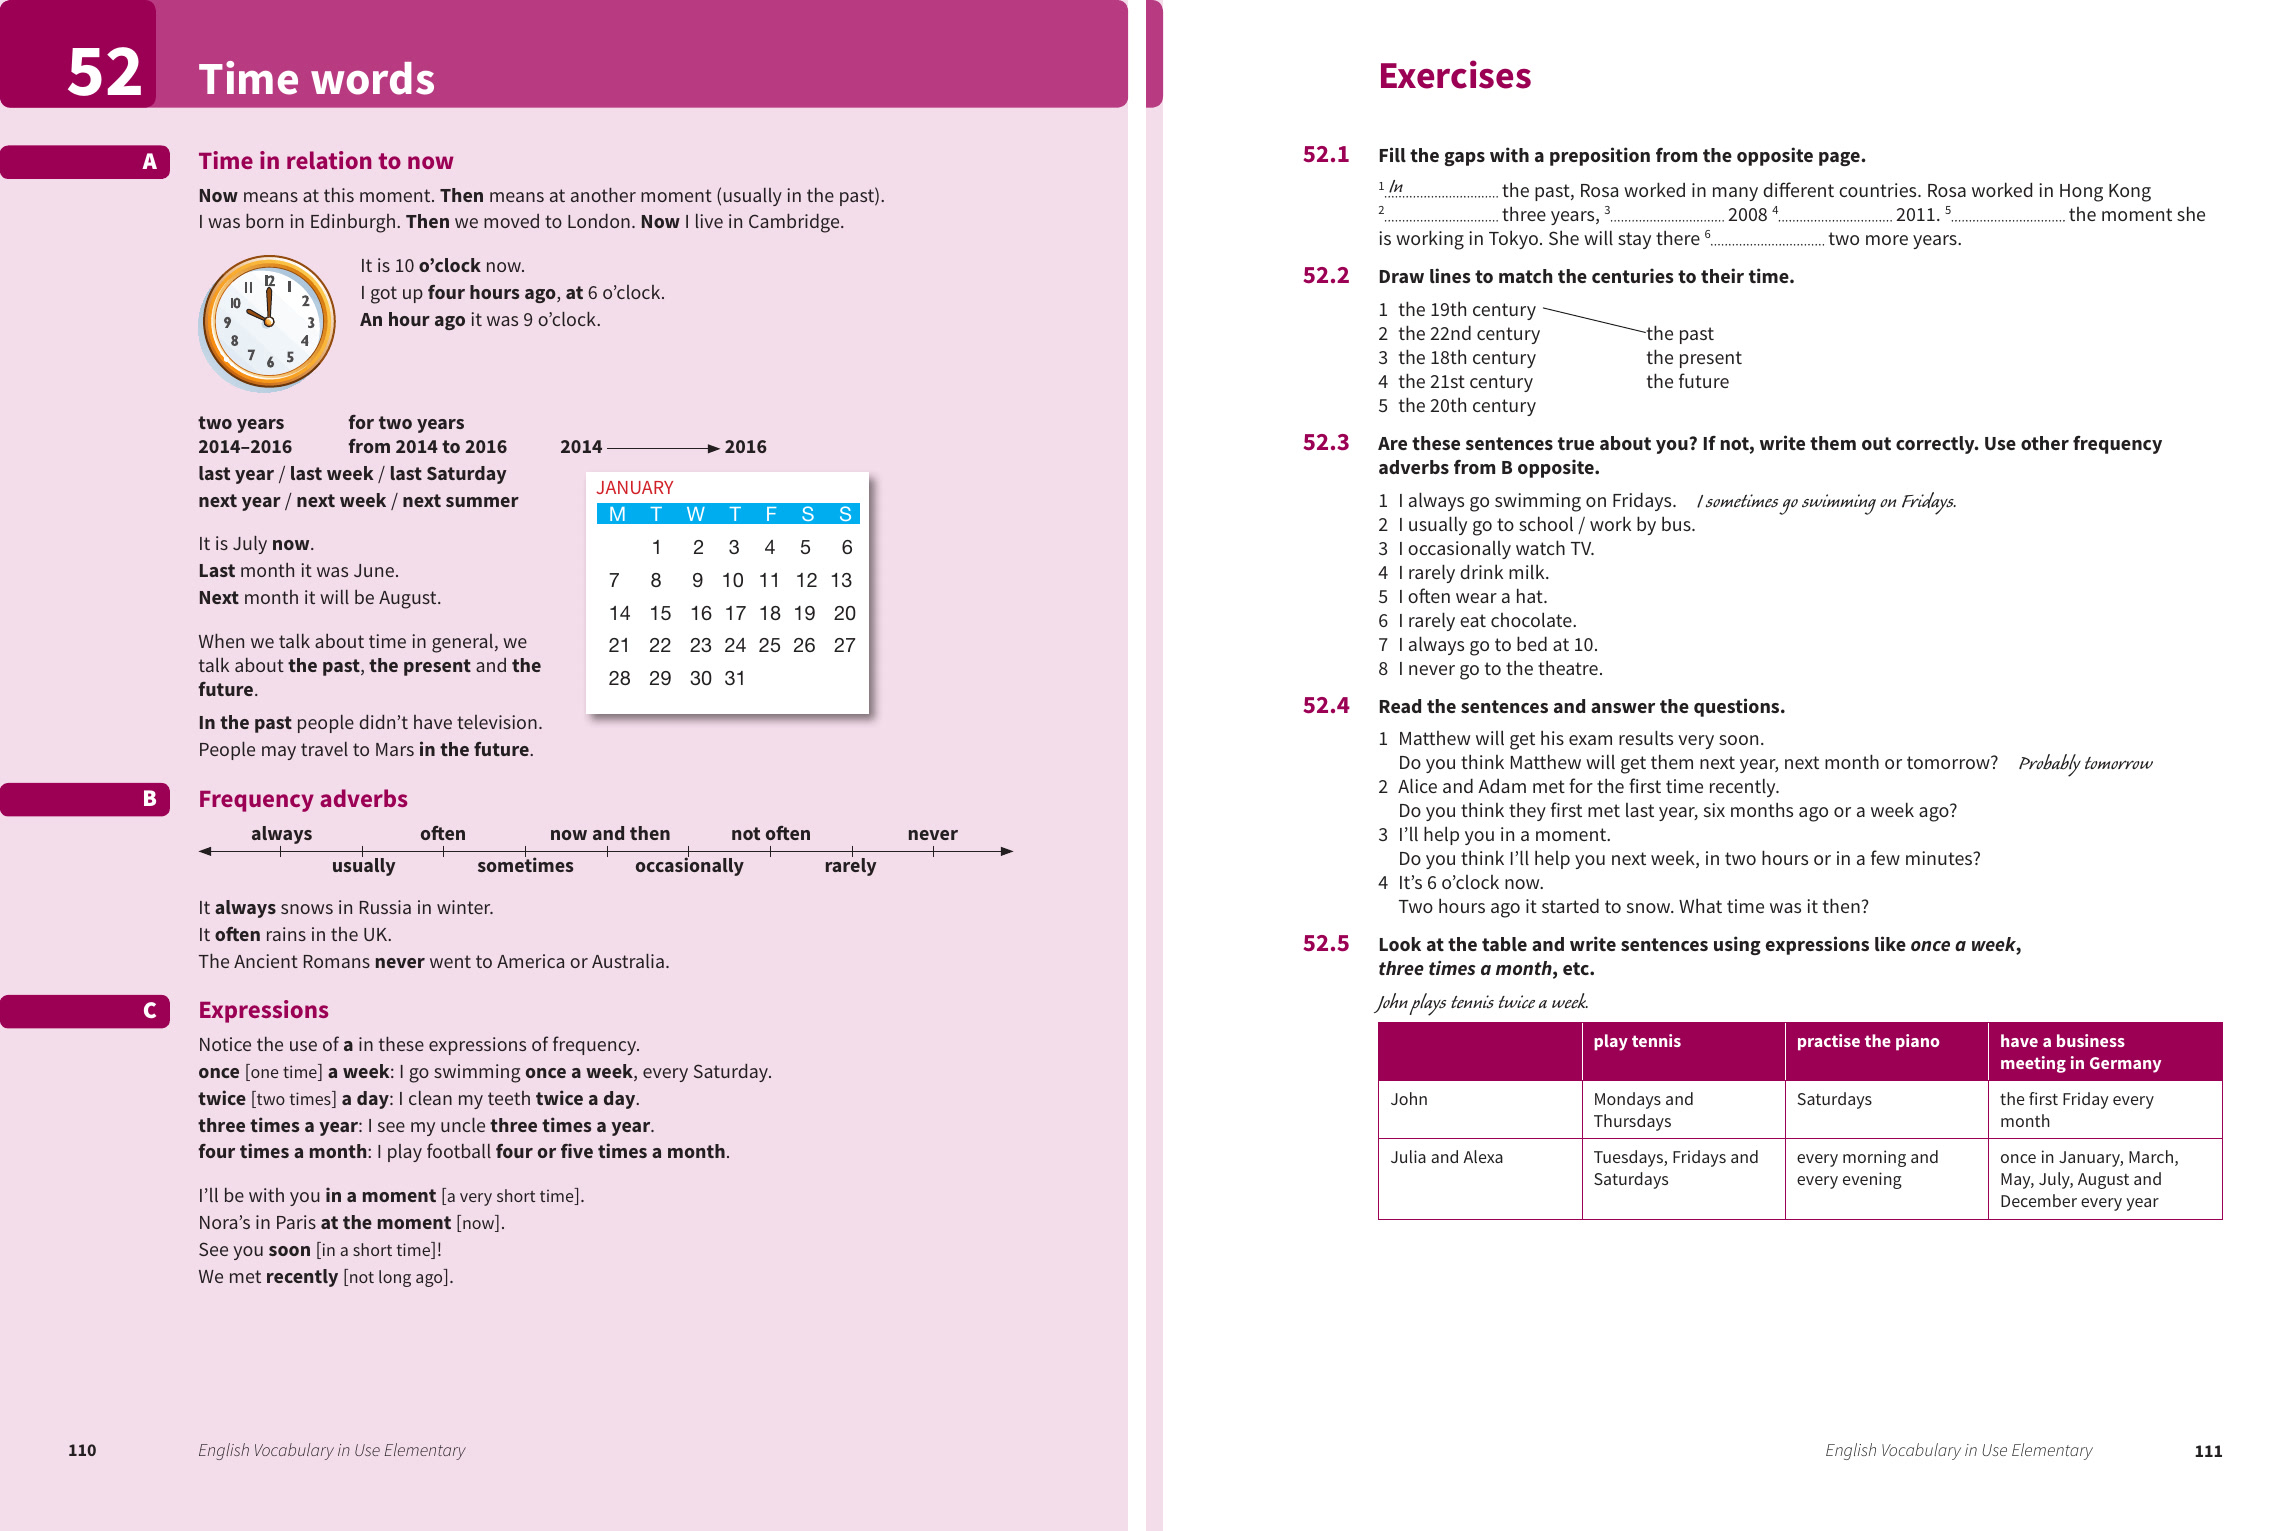 52
Time words
A
Time in relation to now
Now means at this moment. Then means at another moment (usually in the past).
I was born in Edinburgh. Then we moved to London. Now I live in Cambridge.
12
1
2
3
4
5
6
7
8
9
10
11
It is 10 o’clock now.
I got up four hours ago, at 6 o’clock.
An hour ago it was 9 o’clock.
two years for two years
2014–2016 from 2014 to 2016 2014 2016
last year / last week / last Saturday
next year / next week / next summer
It is July now.
Last month it was June.
Next month it will be August.
When we talk about time in general, we
talk about the past, the present and the
future.
In the past people didn’t have television.
People may travel to Mars in the future.
JANUARY
M T W T F S S
1 2 3 4 5 6
7 8 9 10 11 12 13
14 15 16 17 18 19 20
21 22 23 24 25 26 27
28 29 30 31
B
Frequency adverbs
always often now and then not often never
usually sometimes occasionally rarely
It always snows in Russia in winter.
It often rains in the UK.
The Ancient Romans never went to America or Australia.
C
Expressions
Notice the use of a in these expressions of frequency.
once [one time] a week: I go swimming once a week, every Saturday.
twice [two times] a day: I clean my teeth twice a day.
three times a year: I see my uncle three times a year.
four times a month: I play football four or five times a month.
I’ll be with you in a moment [a very short time].
Nora’s in Paris at the moment [now].
See you soon [in a short time]!
We met recently [not long ago].
110 English Vocabulary in Use Elementary
Exercises
52.1 Fill the gaps with a preposition from the opposite page.
1 In the past, Rosa worked in many different countries. Rosa worked in Hong Kong
2 three years, 3 2008 4 2011. 5 the moment she
is working in Tokyo. She will stay there 6 two more years.
52.2 Draw lines to match the centuries to their time.
1 the 19th century
2 the 22nd century the past
3 the 18th century the present
4 the 21st century the future
5 the 20th century
52.3 Are these sentences true about you? If not, write them out correctly. Use other frequency
adverbs from B opposite.
1 I always go swimming on Fridays. I sometimes go swimming on Fridays.
2 I usually go to school / work by bus.
3 I occasionally watch TV.
4 I rarely drink milk.
5 I often wear a hat.
6 I rarely eat chocolate.
7 I always go to bed at 10.
8 I never go to the theatre.
52.4 Read the sentences and answer the questions.
1 Matthew will get his exam results very soon.
Do you think Matthew will get them next year, next month or tomorrow? Probably tomorrow
2 Alice and Adam met for the first time recently.
Do you think they first met last year, six months ago or a week ago?
3 I’ll help you in a moment.
Do you think I’ll help you next week, in two hours or in a few minutes?
4 It’s 6 o’clock now.
Two hours ago it started to snow. What time was it then?
52.5 Look at the table and write sentences using expressions like once a week,
three times a month, etc.
John plays tennis twice a week.
play tennis practise the piano have a business
meeting in Germany
John Mondays and Saturdays the first Friday every
Thursdays month
Julia and Alexa Tuesdays, Fridays and every morning and once in January, March,
Saturdays every evening May, July, August and
December every year
English Vocabulary in Use Elementary 111